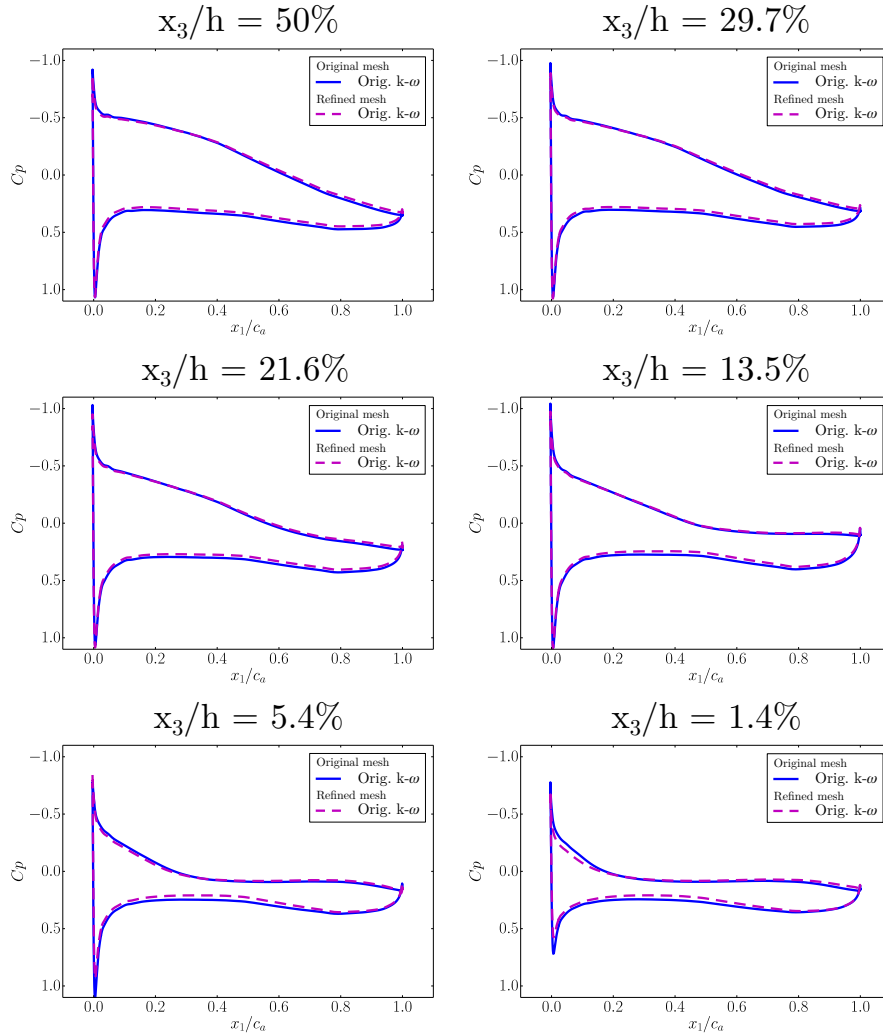 x₃/h = 50%
Original mesh
Orig. k-ω
Refined mesh
Orig. k-ω
−1.0
−0.5
0.0
0.5
1.0
Cp
0.0 0.2 0.4 0.6 0.8 1.0
x₁/cₐ
x₃/h = 29.7%
Original mesh
Orig. k-ω
Refined mesh
Orig. k-ω
−1.0
−0.5
0.0
0.5
1.0
Cp
0.0 0.2 0.4 0.6 0.8 1.0
x₁/cₐ
x₃/h = 21.6%
Original mesh
Orig. k-ω
Refined mesh
Orig. k-ω
−1.0
−0.5
0.0
0.5
1.0
Cp
0.0 0.2 0.4 0.6 0.8 1.0
x₁/cₐ
x₃/h = 13.5%
Original mesh
Orig. k-ω
Refined mesh
Orig. k-ω
−1.0
−0.5
0.0
0.5
1.0
Cp
0.0 0.2 0.4 0.6 0.8 1.0
x₁/cₐ
x₃/h = 5.4%
Original mesh
Orig. k-ω
Refined mesh
Orig. k-ω
−1.0
−0.5
0.0
0.5
1.0
Cp
0.0 0.2 0.4 0.6 0.8 1.0
x₁/cₐ
x₃/h = 1.4%
Original mesh
Orig. k-ω
Refined mesh
Orig. k-ω
−1.0
−0.5
0.0
0.5
1.0
Cp
0.0 0.2 0.4 0.6 0.8 1.0
x₁/cₐ